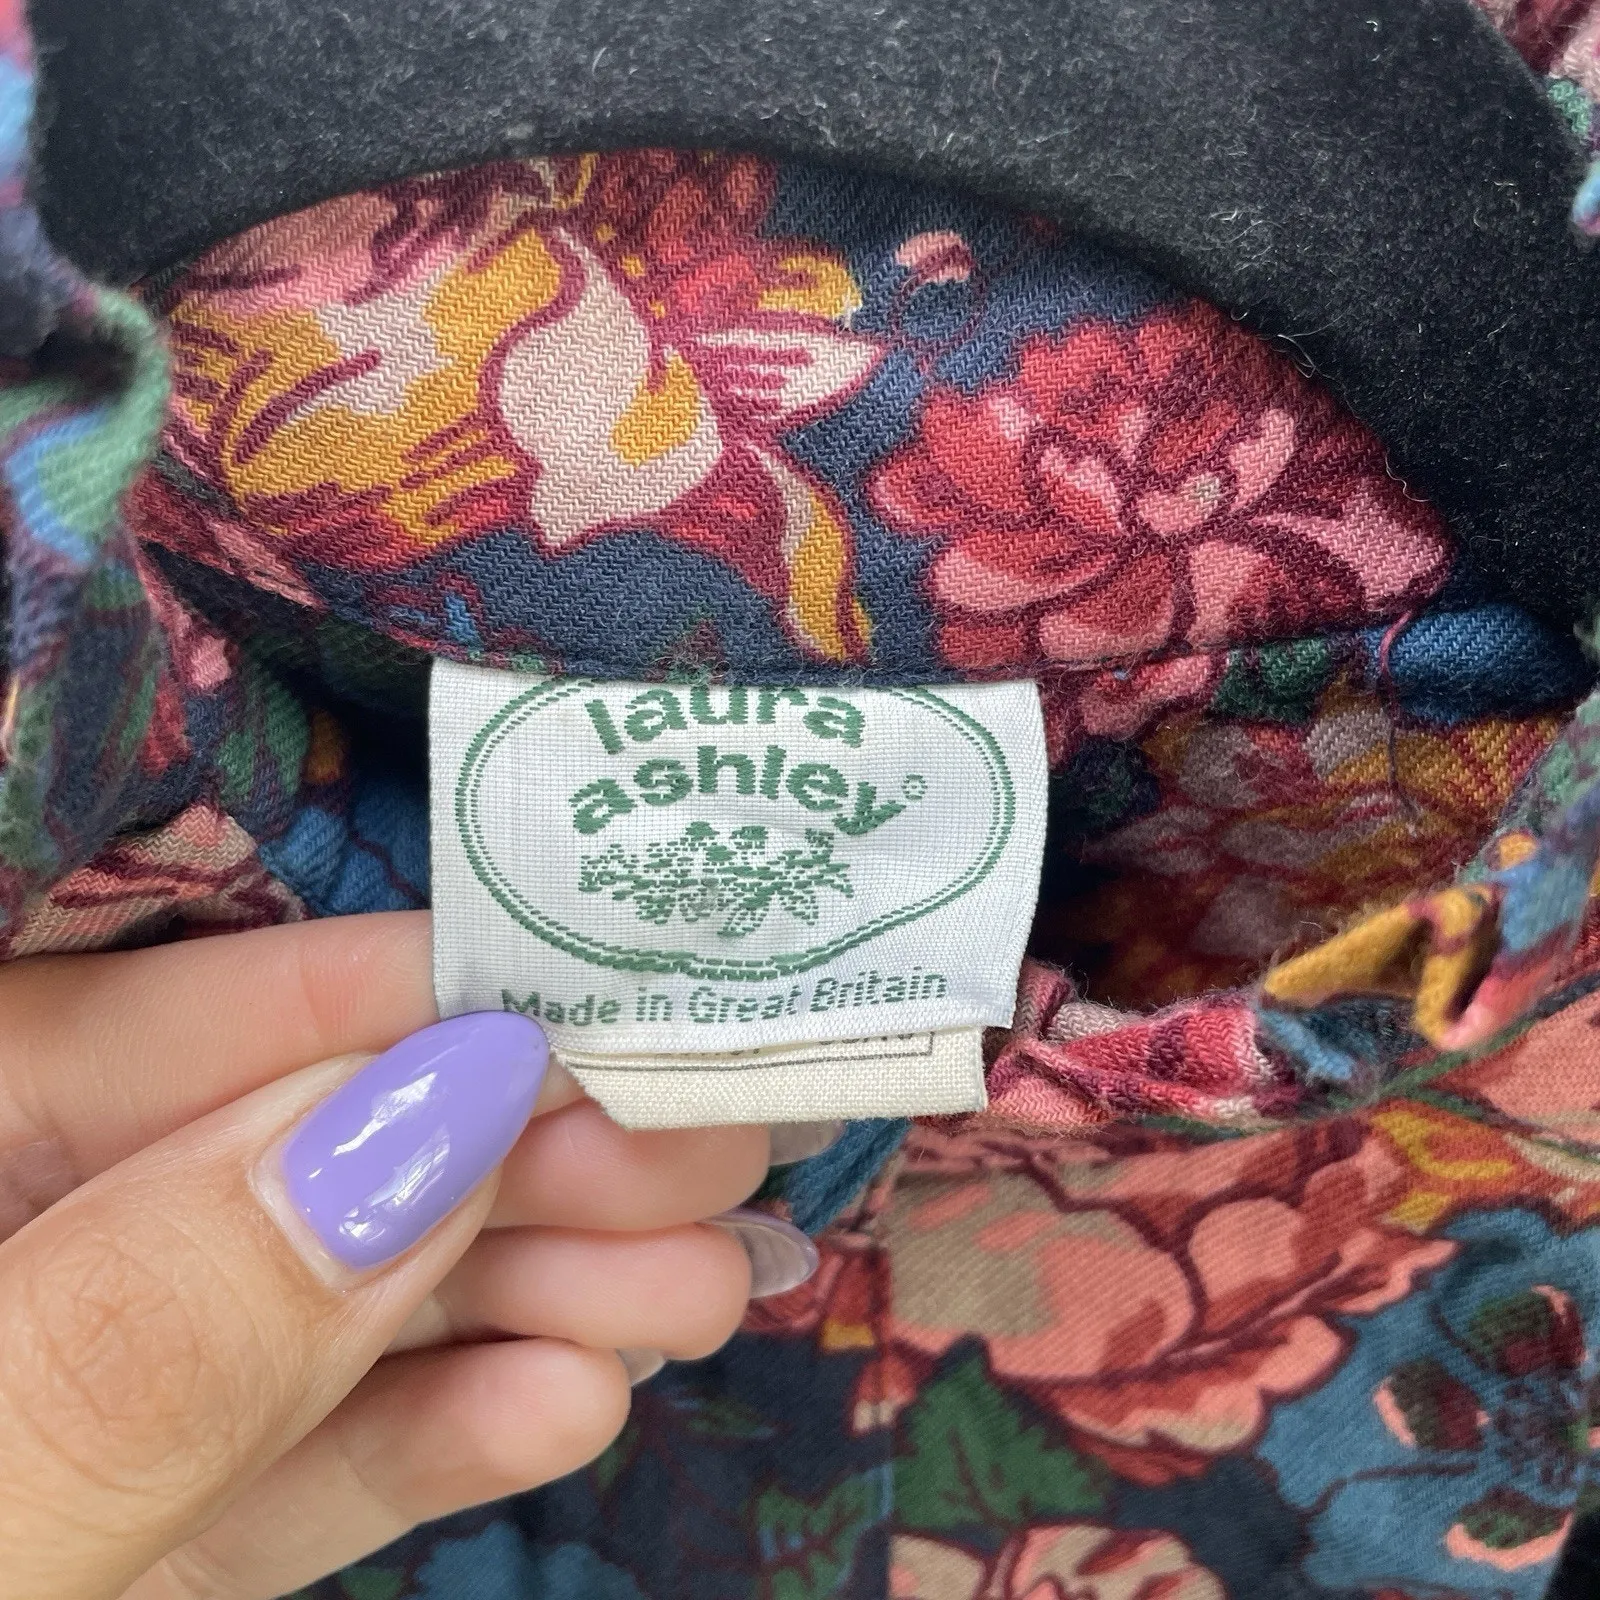 laura
ashley®
Made in Great Britain